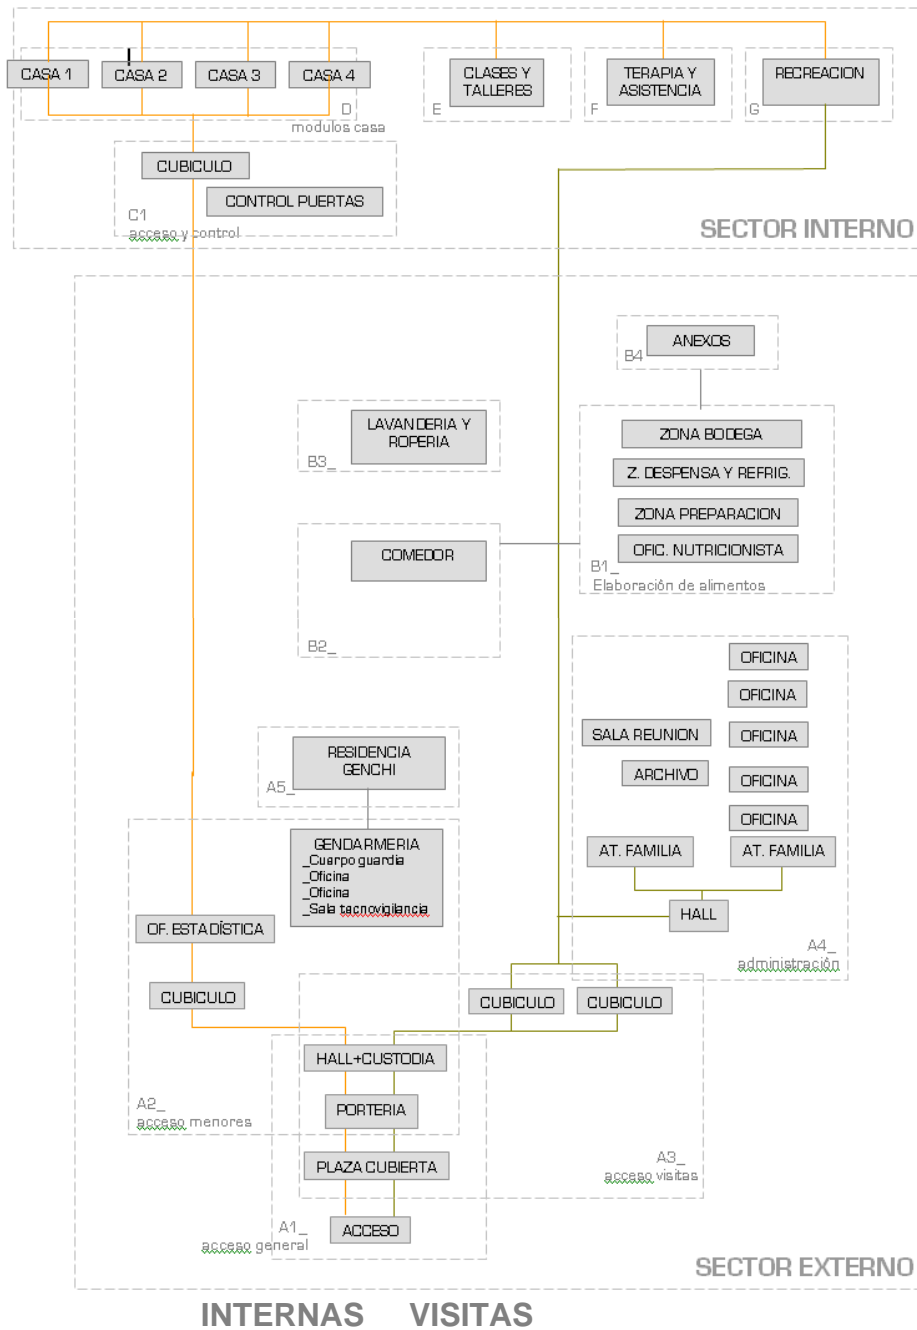 CASA 1
CASA 2
CASA 3
CASA 4
D
modulos casa
CLASES Y
TALLERES
E
TERAPIA Y
ASISTENCIA
F
RECREACION
G
CUBICULO
CONTROL PUERTAS
C1
acceso y control
SECTOR INTERNO
ANEXOS
B4
LAVANDERIA Y
ROPERIA
B3_
ZONA BODEGA
Z. DESPENSA Y REFRIG.
ZONA PREPARACION
OFIC. NUTRICIONISTA
B1_
Elaboración de alimentos
COMEDOR
B2_
OFICINA
OFICINA
SALA REUNION
OFICINA
ARCHIVO
OFICINA
OFICINA
AT. FAMILIA
AT. FAMILIA
HALL
A4_
administración
RESIDENCIA
GENCHI
A5_
GENDARMERIA
_Cuerpo guardia
_Oficina
_Oficina
_Sala tecnovigilancia
OF. ESTADÍSTICA
CUBICULO
CUBICULO
CUBICULO
HALL+CUSTODIA
A2_
acceso menores
PORTERIA
PLAZA CUBIERTA
A3_
acceso visitas
ACCESO
A1_
acceso general
SECTOR EXTERNO
INTERNAS VISITAS